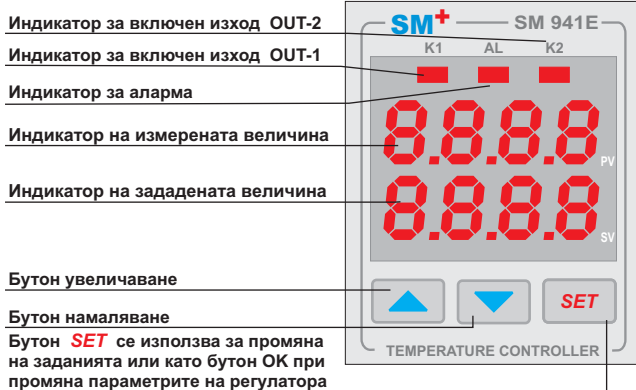 Индикатор за включен изход OUT-2
Индикатор за включен изход OUT-1
Индикатор за аларма
Индикатор на измерената величина
Индикатор на зададената величина
Бутон увеличаване
Бутон намаляване
Бутон SET се използва за промяна
на заданията или като бутон OK при
промяна параметрите на регулатора
SM+ SM 941E
K1 AL K2
8.8.8.8 PV
8.8.8.8 SV
SET
TEMPERATURE CONTROLLER